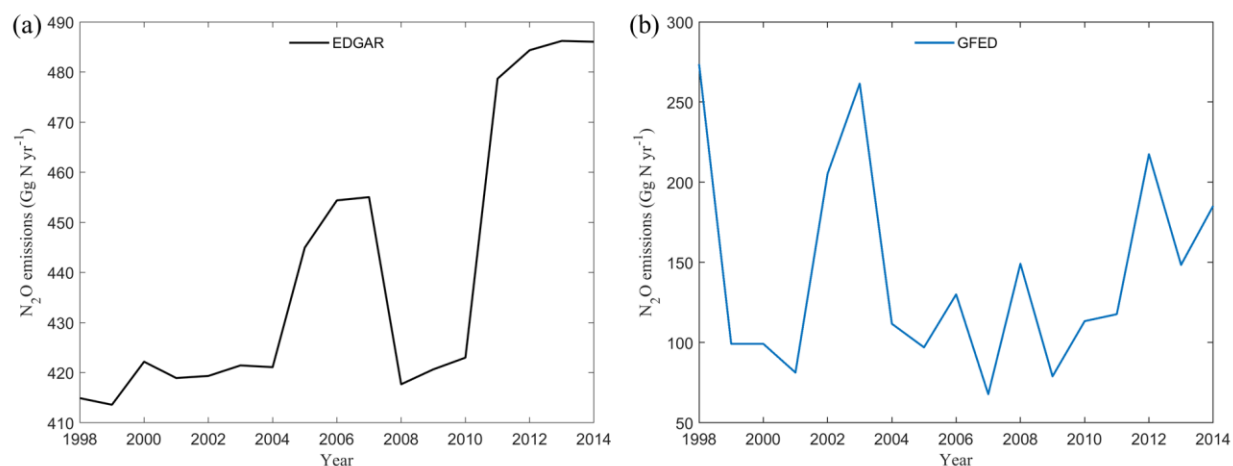 (a)
EDGAR
N₂O emissions (Gg N yr⁻¹)
490
480
470
460
450
440
430
420
410
1998 2000 2002 2004 2006 2008 2010 2012 2014
Year
(b)
GFED
N₂O emissions (Gg N yr⁻¹)
300
250
200
150
100
50
1998 2000 2002 2004 2006 2008 2010 2012 2014
Year